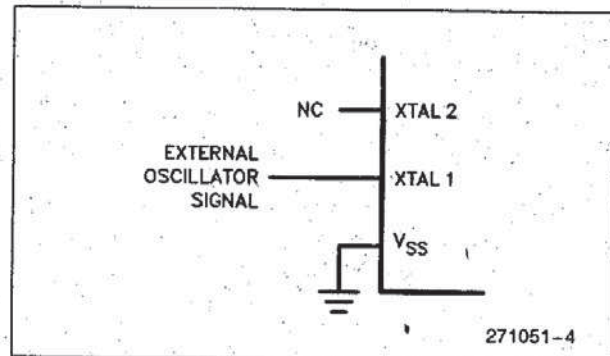 NC XTAL 2
EXTERNAL
OSCILLATOR
SIGNAL
XTAL 1
VSS
271051-4